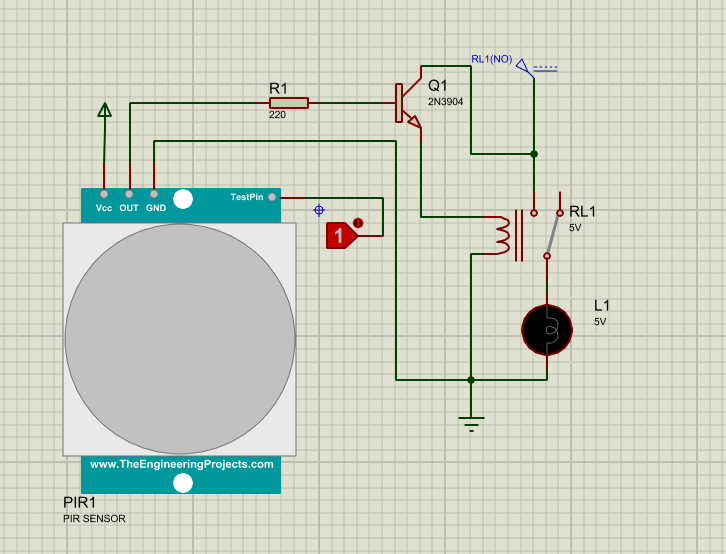 RL1(NO)
R1
220
Q1
2N3904
Vcc OUT GND
TestPin
1
RL1
5V
L1
5V
www.TheEngineeringProjects.com
PIR1
PIR SENSOR